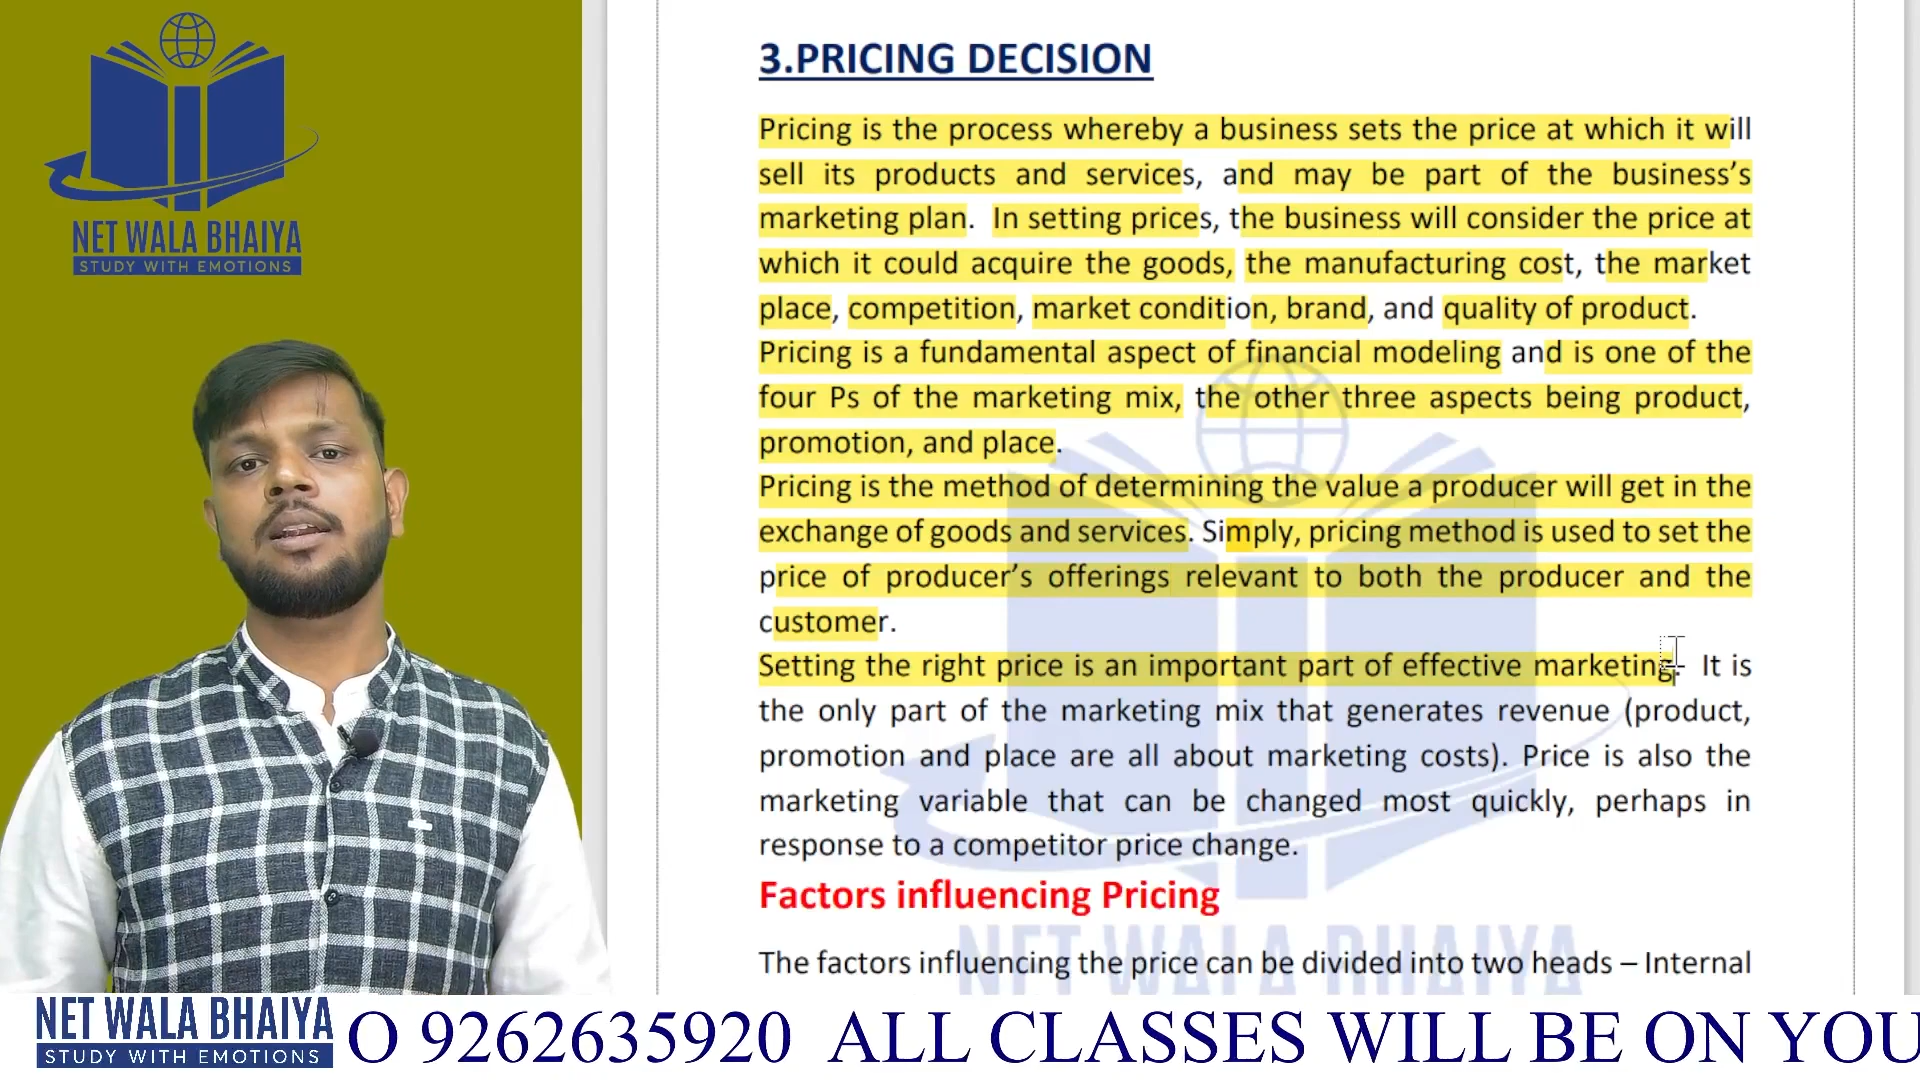 NET WALA BHAIYA
STUDY WITH EMOTIONS
3.PRICING DECISION
Pricing is the process whereby a business sets the price at which it will
sell its products and services, and may be part of the business’s
marketing plan. In setting prices, the business will consider the price at
which it could acquire the goods, the manufacturing cost, the market
place, competition, market condition, brand, and quality of product.
Pricing is a fundamental aspect of financial modeling and is one of the
four Ps of the marketing mix, the other three aspects being product,
promotion, and place.
Pricing is the method of determining the value a producer will get in the
exchange of goods and services. Simply, pricing method is used to set the
price of producer’s offerings relevant to both the producer and the
customer.
Setting the right price is an important part of effective marketing. It is
the only part of the marketing mix that generates revenue (product,
promotion and place are all about marketing costs). Price is also the
marketing variable that can be changed most quickly, perhaps in
response to a competitor price change.
Factors influencing Pricing
The factors influencing the price can be divided into two heads – Internal
NET WALA BHAIYA
NET WALA BHAIYA
STUDY WITH EMOTIONS
O 9262635920 ALL CLASSES WILL BE ON YOU